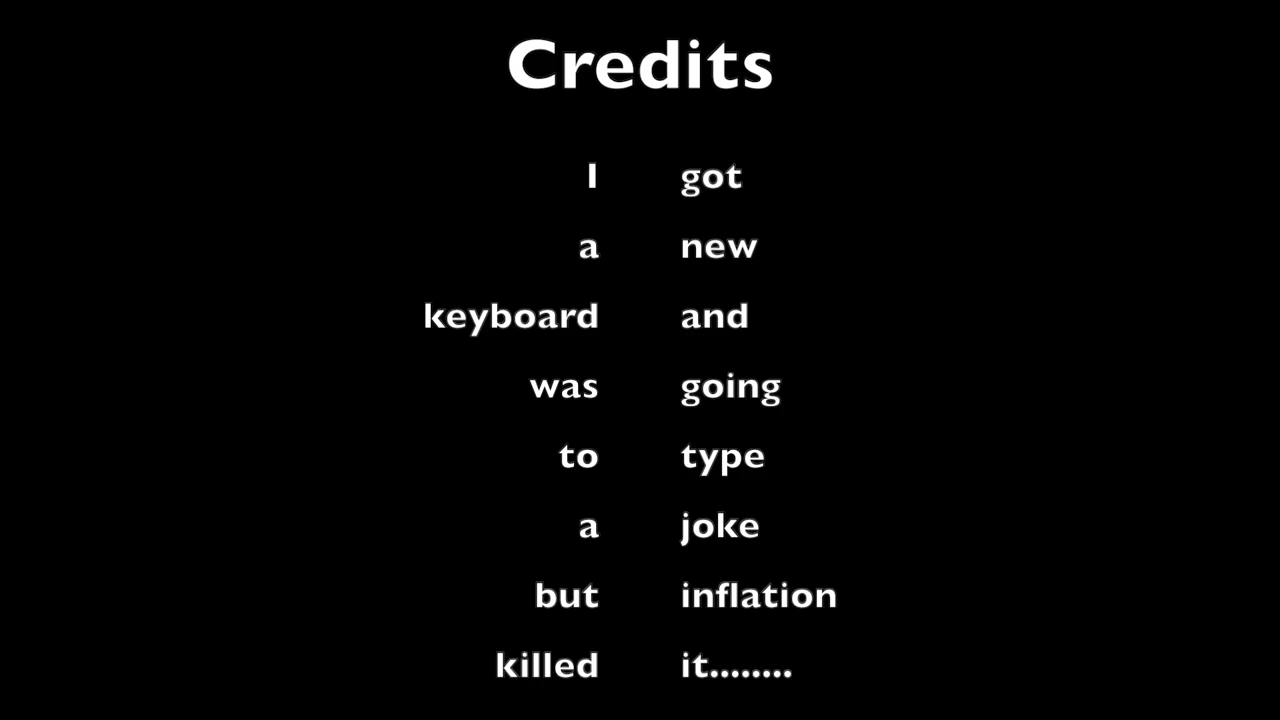 Credits
I got
a new
keyboard and
was going
to type
a joke
but inflation
killed it........